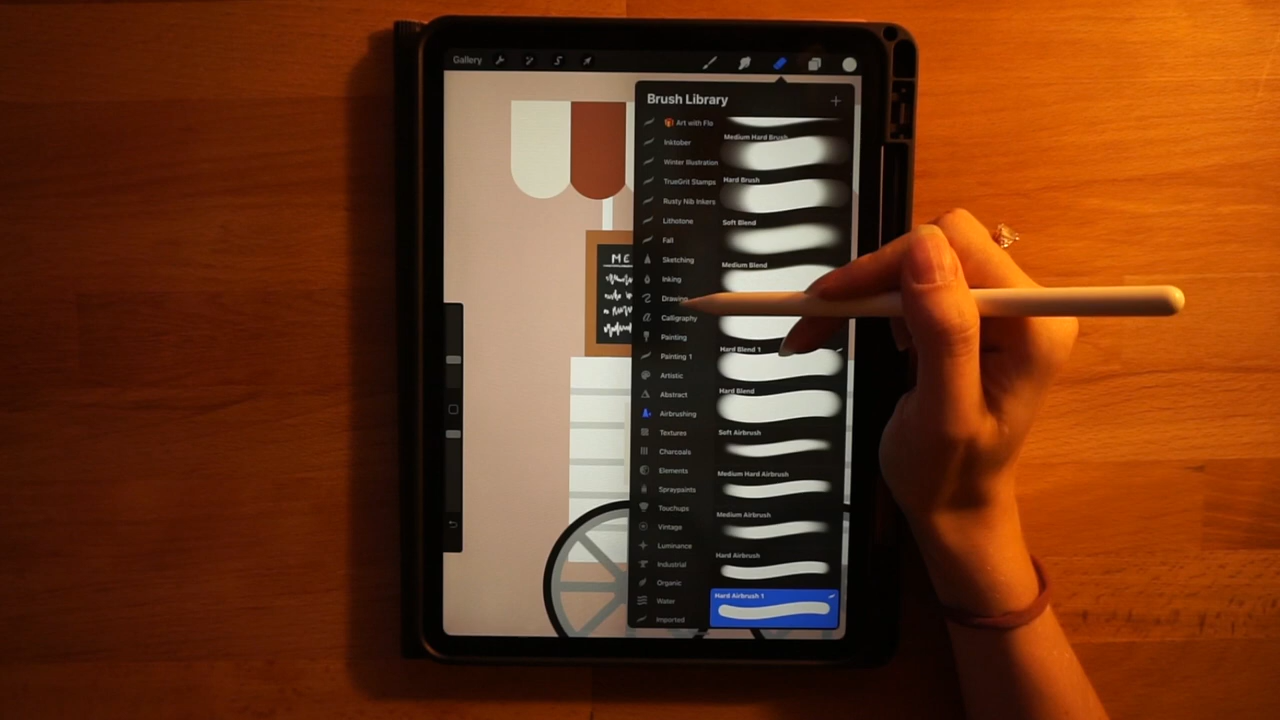 Gallery
Brush Library
Art with Flo
Inktober
Winter Illustration
TrueGrit Stamps
Rusty Nib Inkers
Lithotone
Fall
Sketching
Inking
Drawing
Calligraphy
Painting
Painting 1
Artistic
Abstract
Airbrushing
Textures
Charcoals
Elements
Spraypaints
Touchups
Vintage
Luminance
Industrial
Organic
Water
Imported
Medium Hard Brush
Hard Brush
Soft Blend
Medium Blend
Hard Blend 1
Hard Blend
Soft Airbrush
Medium Hard Airbrush
Medium Airbrush
Hard Airbrush
Hard Airbrush 1
ME